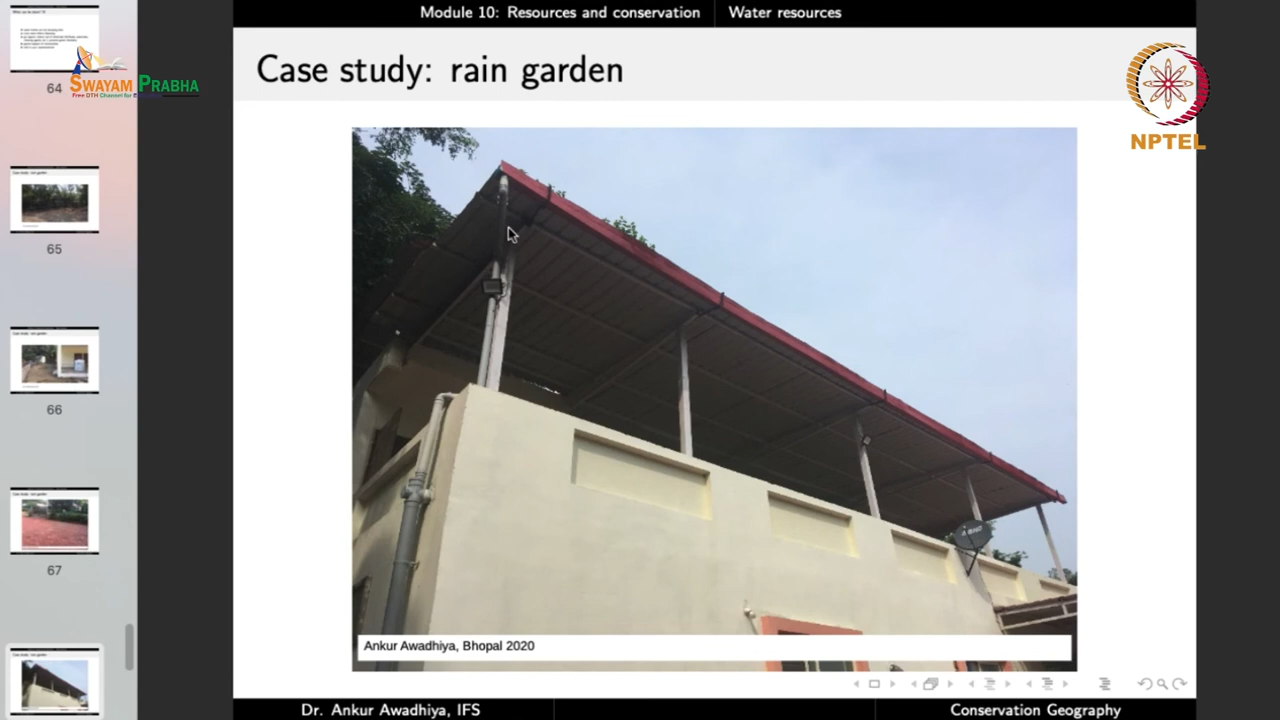 Module 10: Resources and conservation
Water resources
Case study: rain garden
SWAYAM PRABHA
64
65
66
67
NPTEL
Ankur Awadhiya, Bhopal 2020
Dr. Ankur Awadhiya, IFS
Conservation Geography